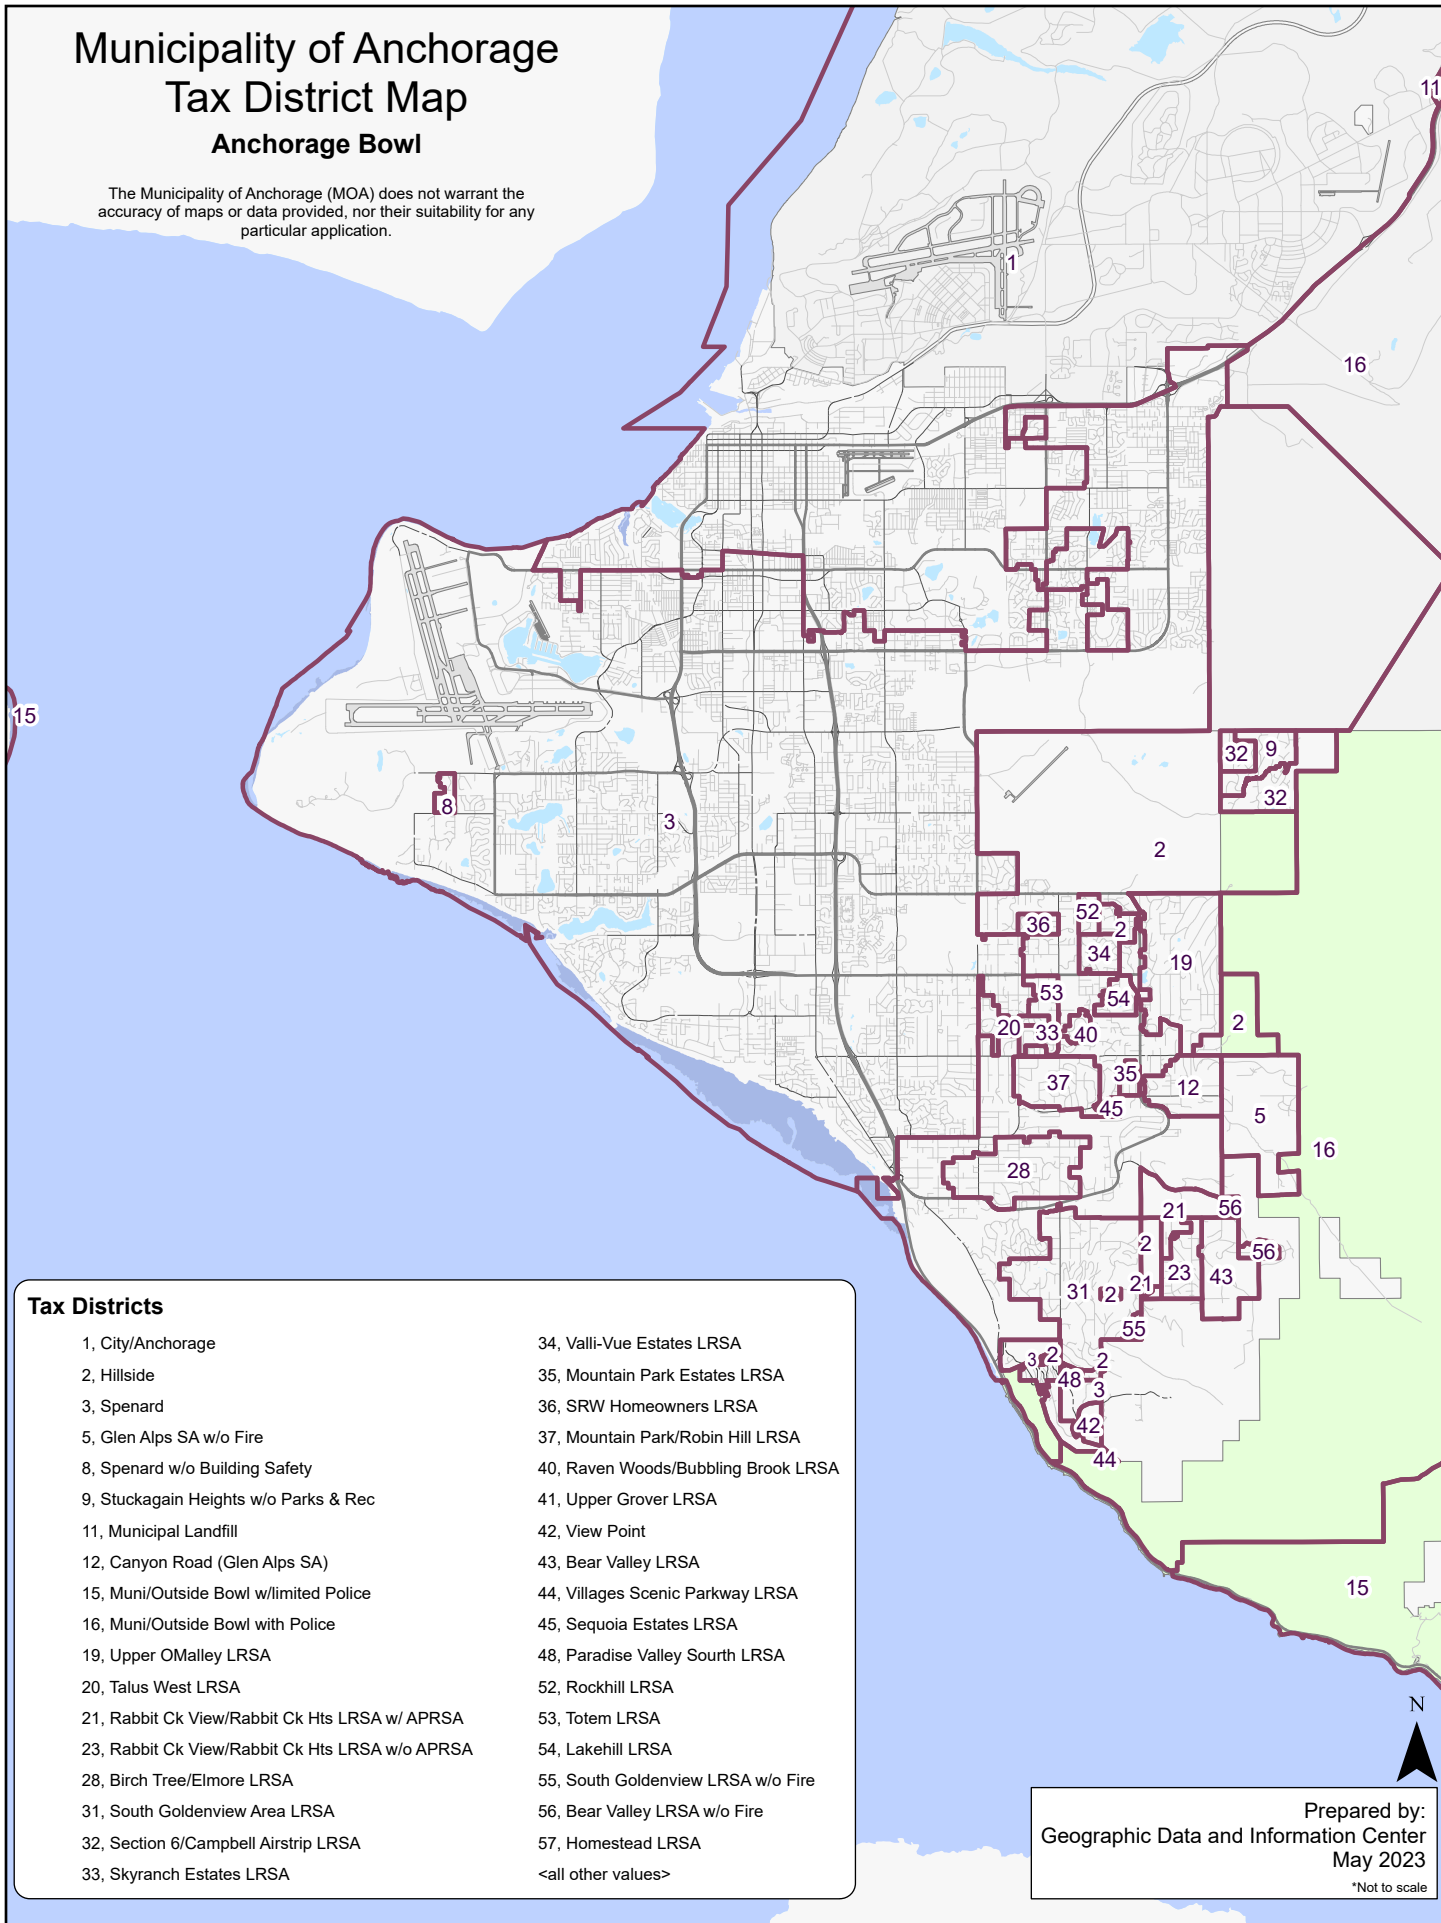 Municipality of Anchorage
Tax District Map
Anchorage Bowl
The Municipality of Anchorage (MOA) does not warrant the
accuracy of maps or data provided, nor their suitability for any
particular application.
11
1
16
15
32
9
32
8
3
2
52
36
2
34
19
53
54
20
33
40
2
37
35
12
45
5
28
16
21
56
2
56
23
43
21
31
2
55
3
2
2
48
3
42
44
15
Tax Districts
1, City/Anchorage
2, Hillside
3, Spenard
5, Glen Alps SA w/o Fire
8, Spenard w/o Building Safety
9, Stuckagain Heights w/o Parks & Rec
11, Municipal Landfill
12, Canyon Road (Glen Alps SA)
15, Muni/Outside Bowl w/limited Police
16, Muni/Outside Bowl with Police
19, Upper OMalley LRSA
20, Talus West LRSA
21, Rabbit Ck View/Rabbit Ck Hts LRSA w/ APRSA
23, Rabbit Ck View/Rabbit Ck Hts LRSA w/o APRSA
28, Birch Tree/Elmore LRSA
31, South Goldenview Area LRSA
32, Section 6/Campbell Airstrip LRSA
33, Skyranch Estates LRSA
34, Valli-Vue Estates LRSA
35, Mountain Park Estates LRSA
36, SRW Homeowners LRSA
37, Mountain Park/Robin Hill LRSA
40, Raven Woods/Bubbling Brook LRSA
41, Upper Grover LRSA
42, View Point
43, Bear Valley LRSA
44, Villages Scenic Parkway LRSA
45, Sequoia Estates LRSA
48, Paradise Valley Sourth LRSA
52, Rockhill LRSA
53, Totem LRSA
54, Lakehill LRSA
55, South Goldenview LRSA w/o Fire
56, Bear Valley LRSA w/o Fire
57, Homestead LRSA
<all other values>
N
Prepared by:
Geographic Data and Information Center
May 2023
*Not to scale